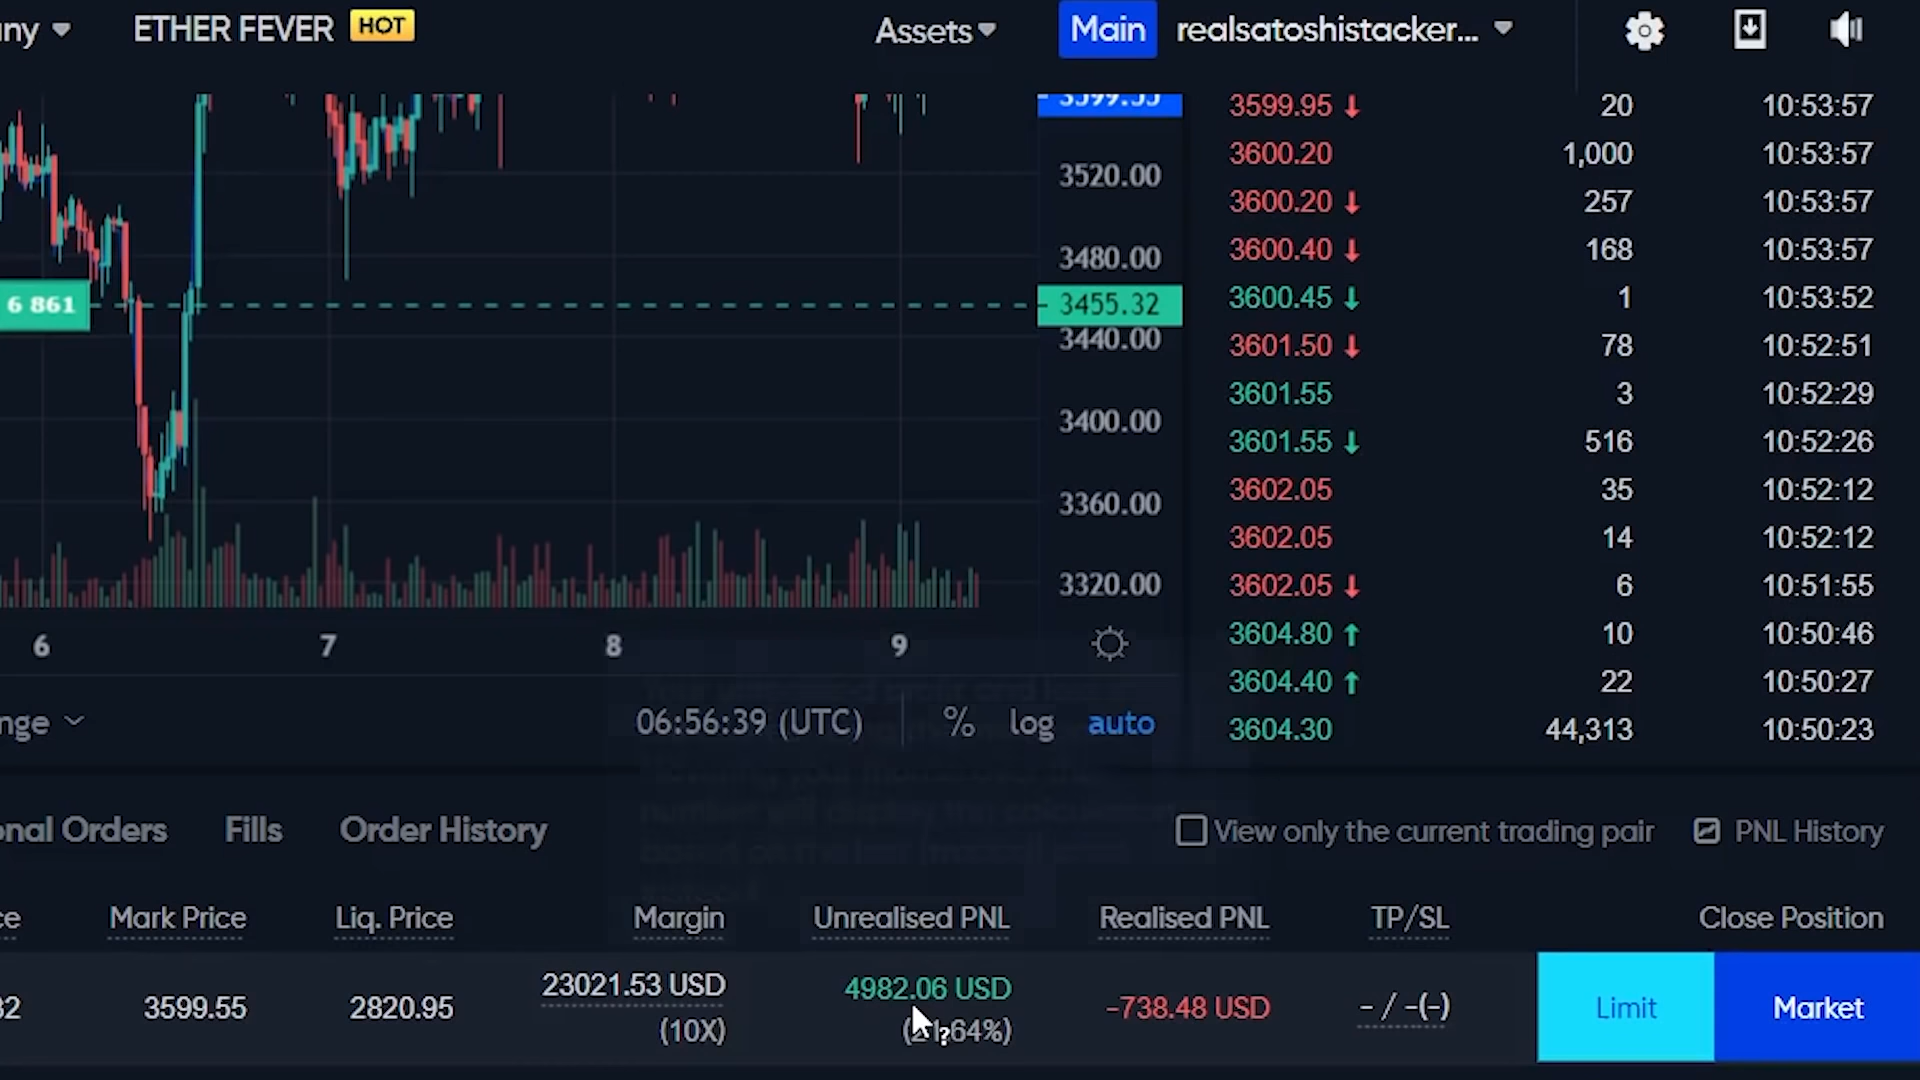 ny ETHER FEVER HOT Assets Main realsatoshistacker...
3599.55 3599.95 ↓ 20 10:53:57
3600.20 1,000 10:53:57
3520.00
3600.20 ↓ 257 10:53:57
3480.00 3600.40 ↓ 168 10:53:57
6 861 3455.32 3600.45 ↓ 1 10:53:52
3440.00 3601.50 ↓ 78 10:52:51
3601.55 3 10:52:29
3400.00
3601.55 ↓ 516 10:52:26
3360.00 3602.05 35 10:52:12
3602.05 14 10:52:12
3320.00 3602.05 ↓ 6 10:51:55
6 7 8 9 3604.80 ↑ 10 10:50:46
3604.40 ↑ 22 10:50:27
nge 06:56:39 (UTC) % log auto 3604.30 44,313 10:50:23
onal Orders Fills Order History View only the current trading pair PNL History
ce Mark Price Liq. Price Margin Unrealised PNL Realised PNL TP/SL Close Position
32 3599.55 2820.95 23021.53 USD 4982.06 USD -738.48 USD - / -(-) Limit Market
(10X)